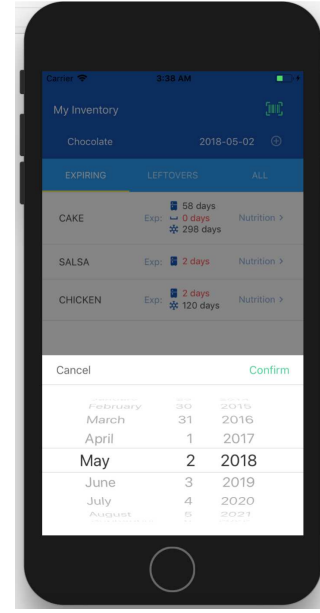 Carrier 3:38 AM
My Inventory
Chocolate 2018-05-02
EXPIRING LEFTOVERS ALL
58 days
CAKE Exp: 0 days Nutrition >
298 days
SALSA Exp: 2 days Nutrition >
2 days
CHICKEN Exp: Nutrition >
120 days
Cancel Confirm
February 30 2015
March 31 2016
April 1 2017
May 2 2018
June 3 2019
July 4 2020
August 5 2021